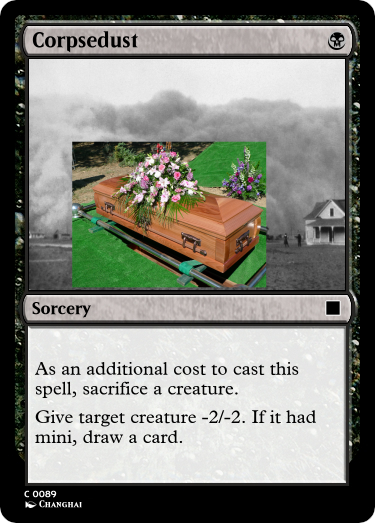 Corpsedust
Sorcery
As an additional cost to cast this
spell, sacrifice a creature.
Give target creature -2/-2. If it had
mini, draw a card.
C 0089
Changhai